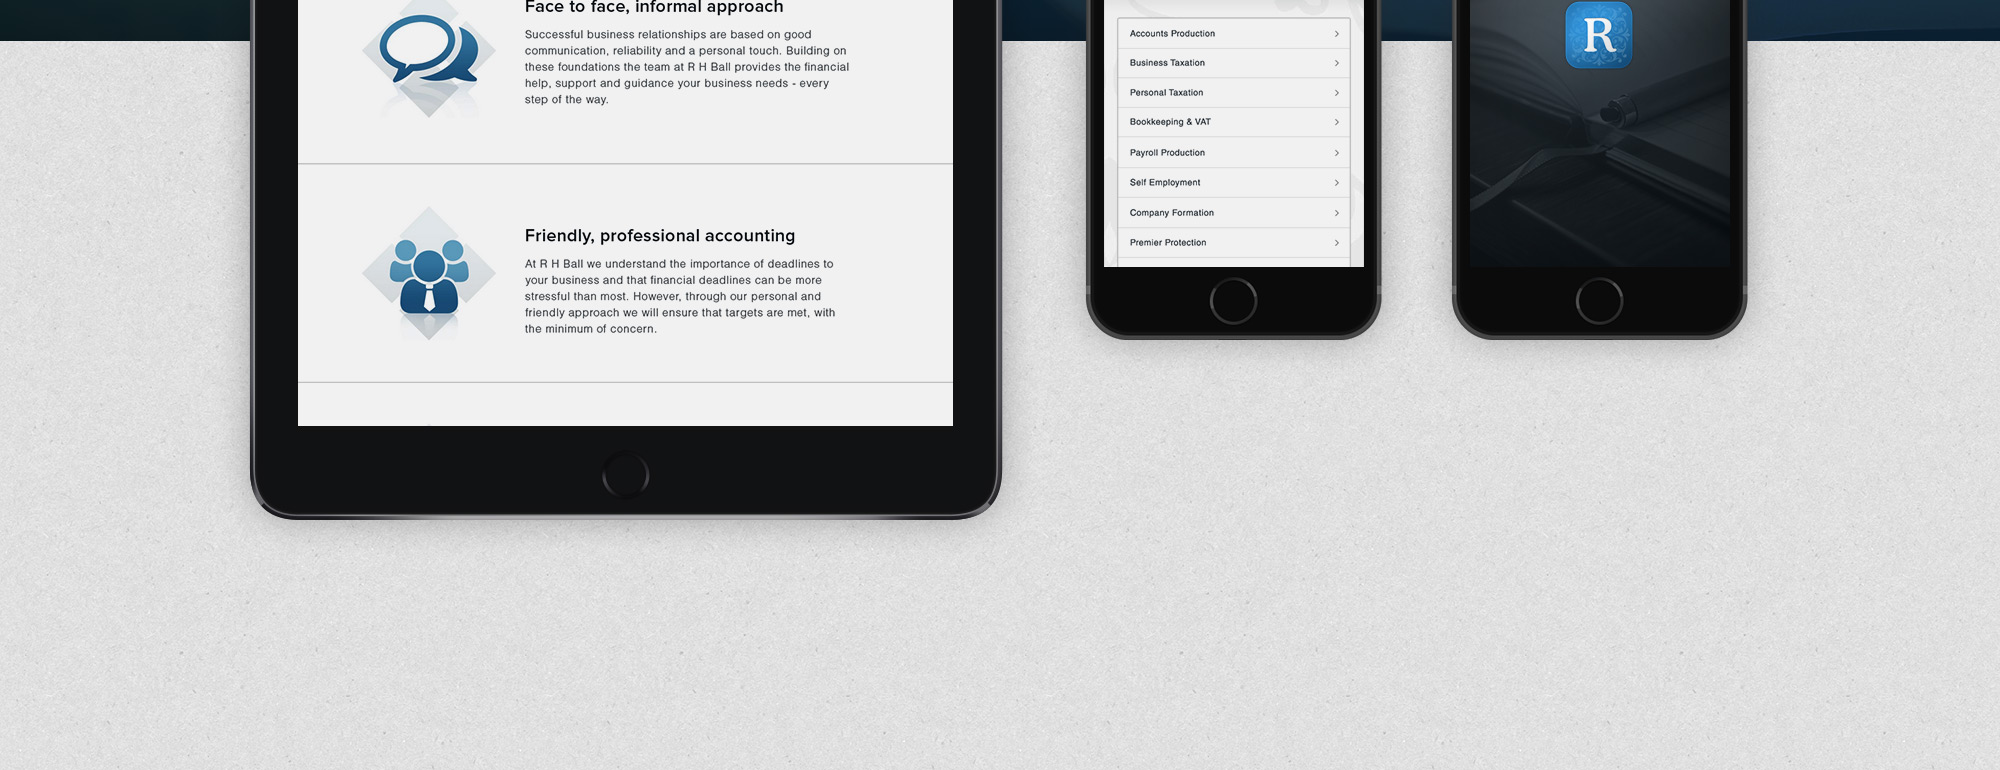 Face to face, informal approach
Successful business relationships are based on good
communication, reliability and a personal touch. Building on
these foundations the team at R H Ball provides the financial
help, support and guidance your business needs - every
step of the way.
Friendly, professional accounting
At R H Ball we understand the importance of deadlines to
your business and that financial deadlines can be more
stressful than most. However, through our personal and
friendly approach we will ensure that targets are met, with
the minimum of concern.
Accounts Production
Business Taxation
Personal Taxation
Bookkeeping & VAT
Payroll Production
Self Employment
Company Formation
Premier Protection
R